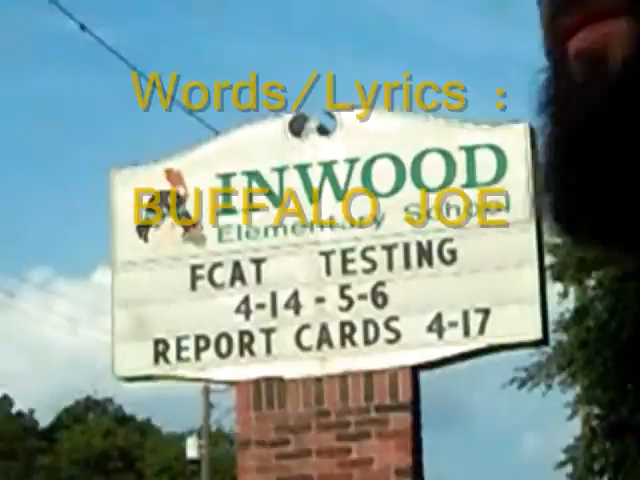 Words/Lyrics :
INWOOD
BUFFALO JOE
Elementary School
FCAT TESTING
4-14 - 5-6
REPORT CARDS 4-17